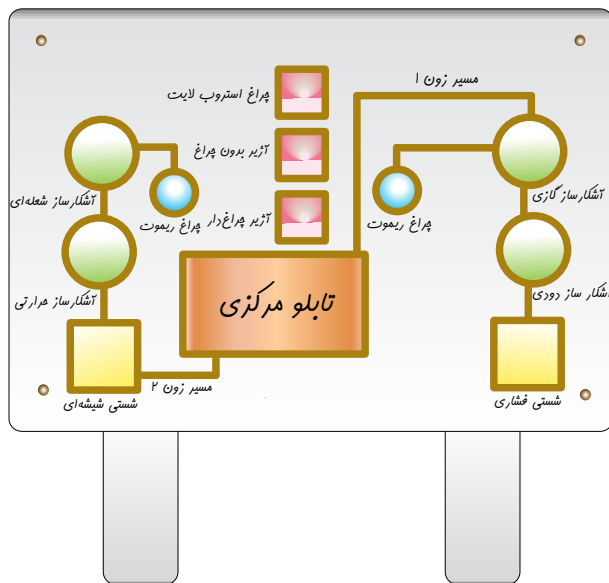 مسیر زون ۱
چراغ استروب لایت
آژیر بدون چراغ
آژیر چراغ‌دار
آشکارساز گازی
چراغ ریموت
آشکار ساز دودی
شستی فشاری
آشکارساز شعله‌ای
چراغ ریموت
آشکارساز حرارتی
تابلو مرکزی
مسیر زون ۲
شستی شیشه‌ای